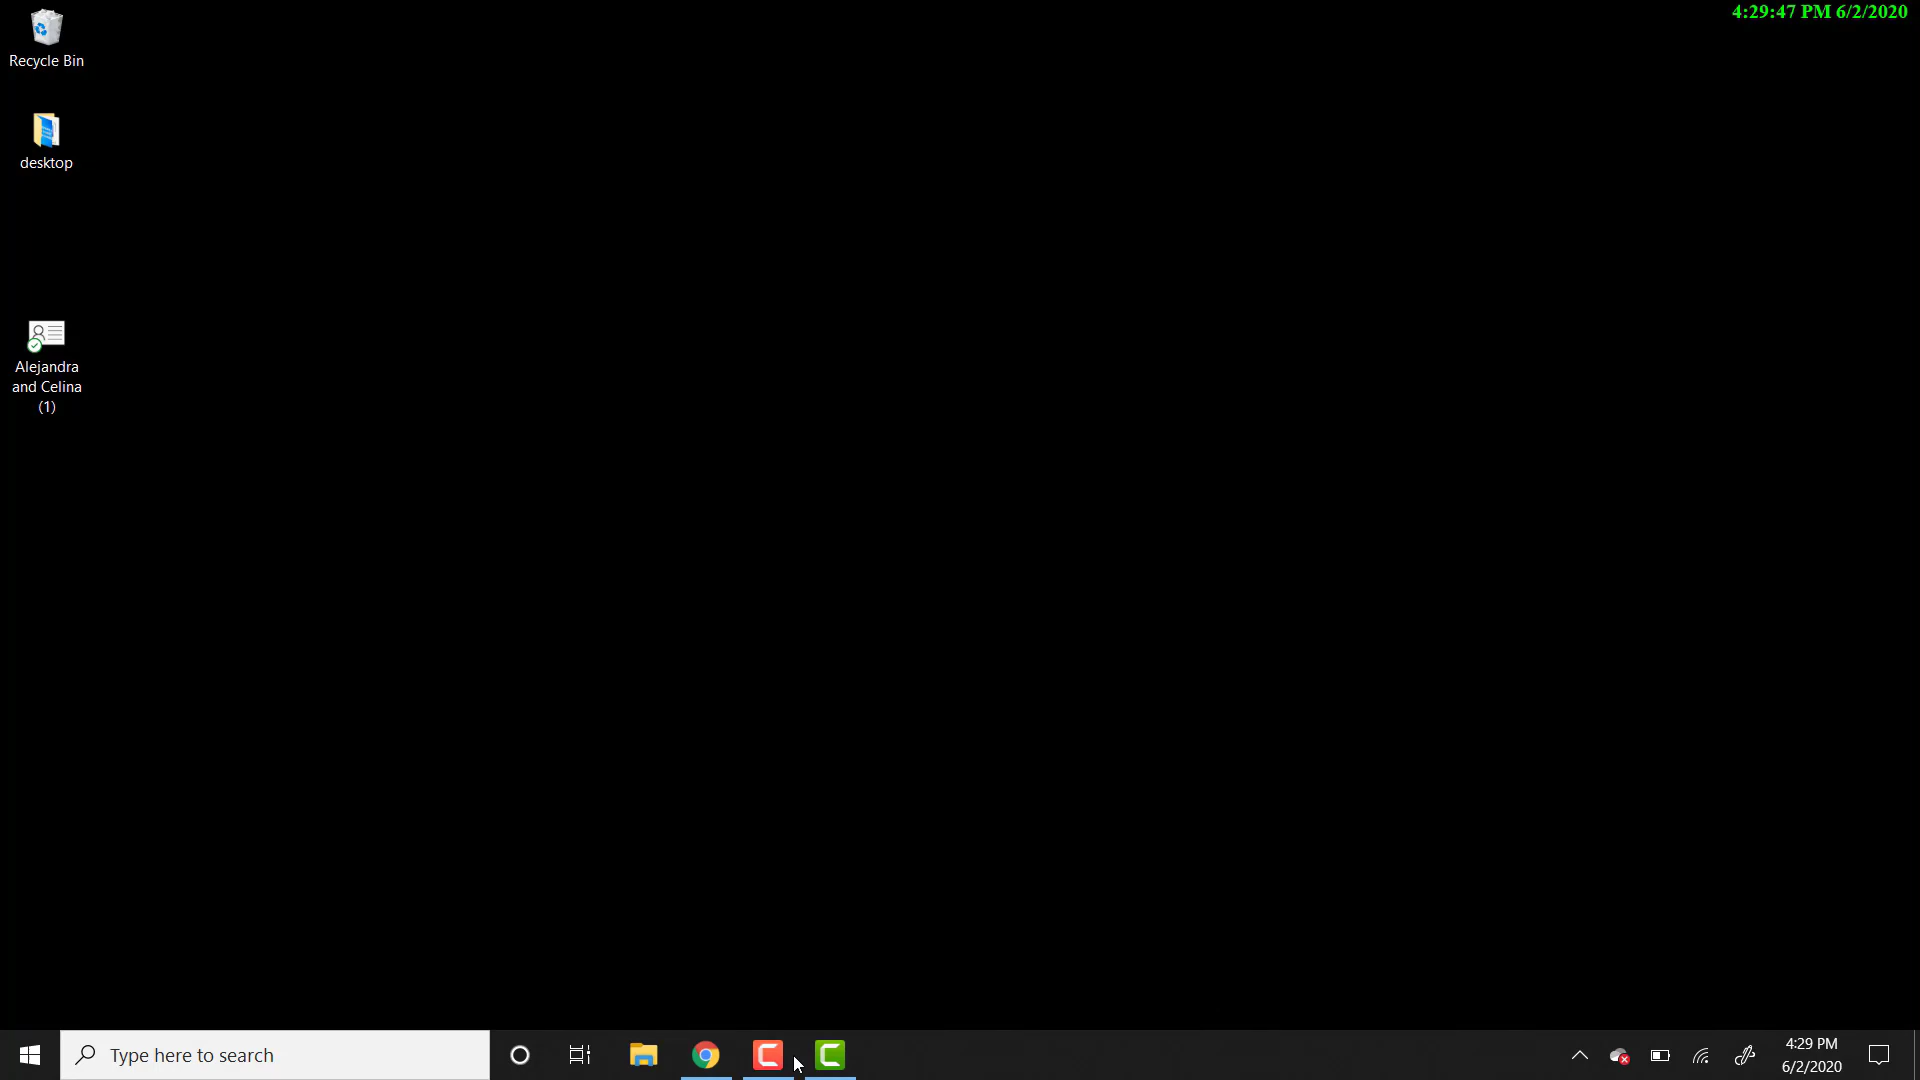 4:29:47 PM 6/2/2020
Recycle Bin
desktop
Alejandra
and Celina
(1)
Type here to search
4:29 PM
6/2/2020